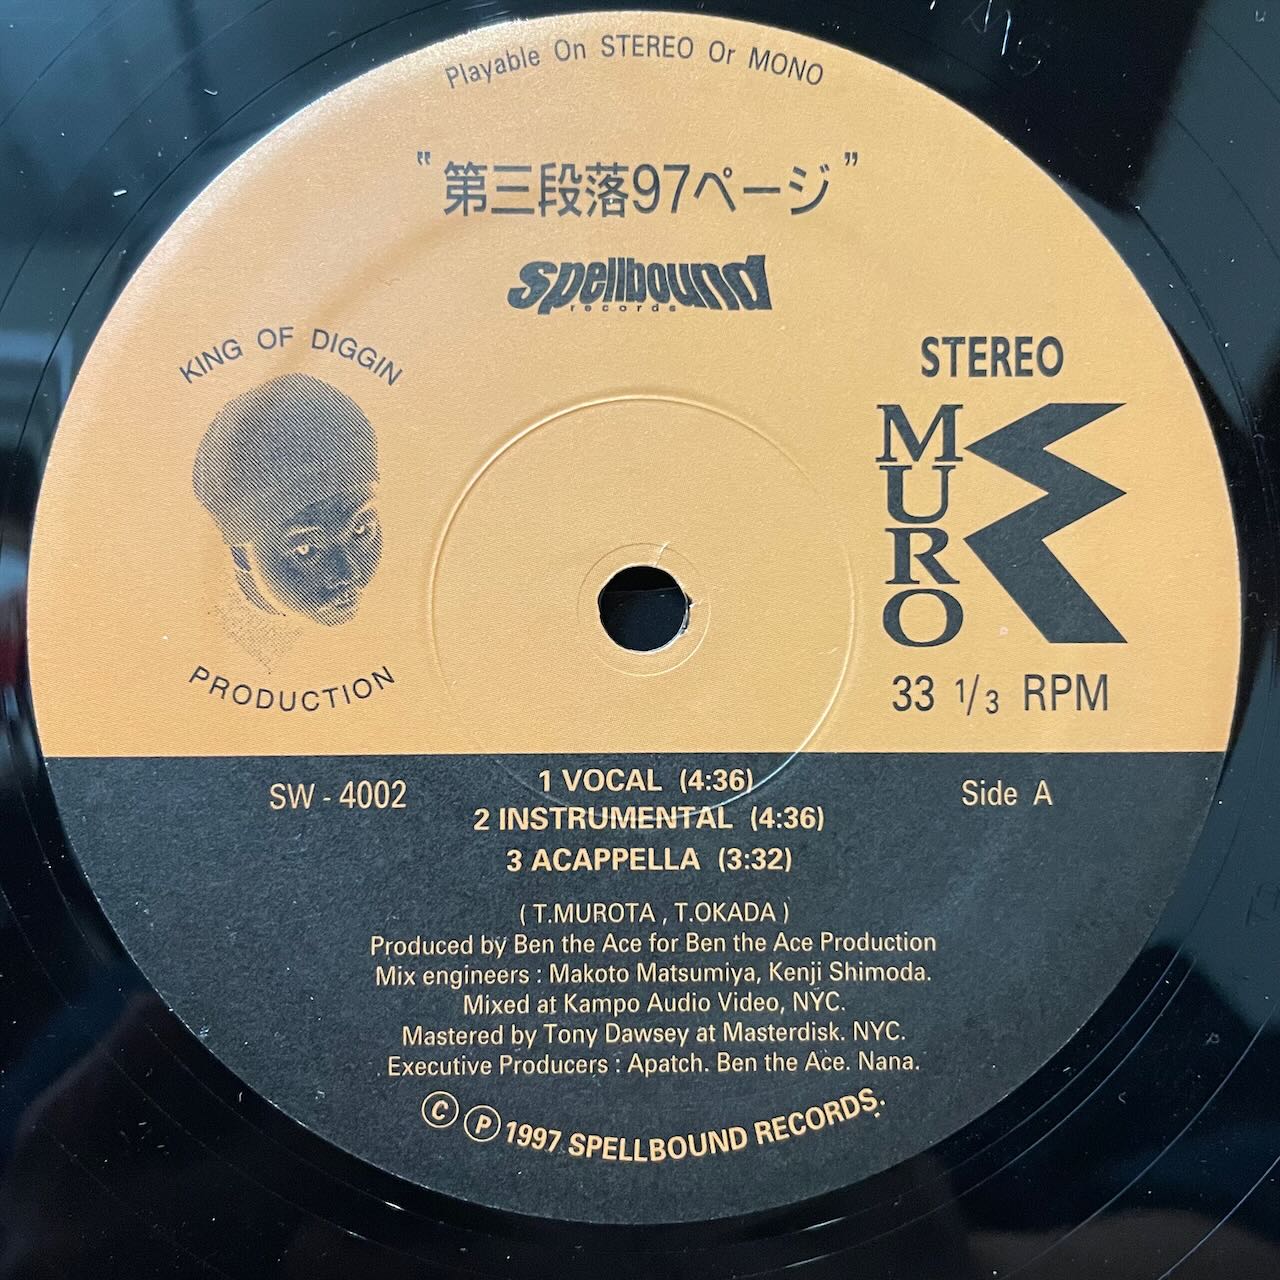 Playable On STEREO Or MONO
"第三段落97ページ"
spellbound
records
KING OF DIGGIN
PRODUCTION
STEREO
MURO
33 1/3 RPM
SW - 4002
Side A
1 VOCAL (4:36)
2 INSTRUMENTAL (4:36)
3 ACAPPELLA (3:32)
( T.MUROTA , T.OKADA )
Produced by Ben the Ace for Ben the Ace Production
Mix engineers : Makoto Matsumiya, Kenji Shimoda.
Mixed at Kampo Audio Video, NYC.
Mastered by Tony Dawsey at Masterdisk. NYC.
Executive Producers : Apatch. Ben the Ace. Nana.
Ⓒ Ⓟ 1997 SPELLBOUND RECORDS.